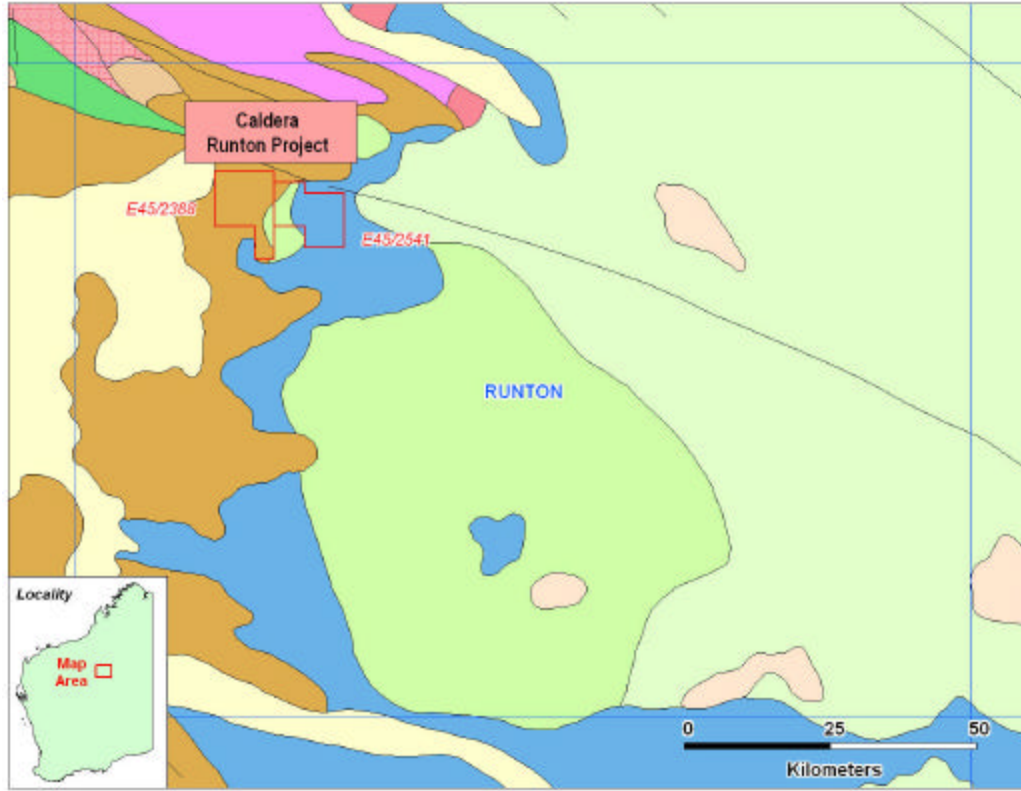 Caldera
Runton Project
E45/2388
E45/2541
RUNTON
Locality
Map
Area
0 25 50
Kilometers